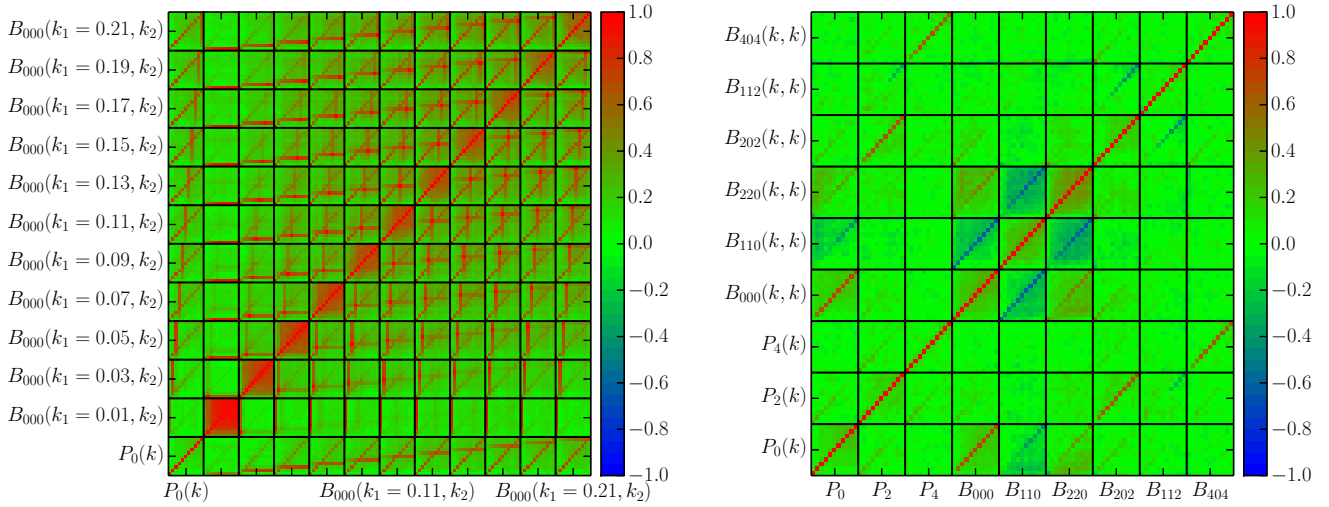 B₀₀₀(k₁ = 0.21, k₂)
B₀₀₀(k₁ = 0.19, k₂)
B₀₀₀(k₁ = 0.17, k₂)
B₀₀₀(k₁ = 0.15, k₂)
B₀₀₀(k₁ = 0.13, k₂)
B₀₀₀(k₁ = 0.11, k₂)
B₀₀₀(k₁ = 0.09, k₂)
B₀₀₀(k₁ = 0.07, k₂)
B₀₀₀(k₁ = 0.05, k₂)
B₀₀₀(k₁ = 0.03, k₂)
B₀₀₀(k₁ = 0.01, k₂)
P₀(k)
P₀(k) B₀₀₀(k₁ = 0.11, k₂) B₀₀₀(k₁ = 0.21, k₂)
1.0
0.8
0.6
0.4
0.2
0.0
−0.2
−0.4
−0.6
−0.8
−1.0
B₄₀₄(k, k)
B₁₁₂(k, k)
B₂₀₂(k, k)
B₂₂₀(k, k)
B₁₁₀(k, k)
B₀₀₀(k, k)
P₄(k)
P₂(k)
P₀(k)
P₀ P₂ P₄ B₀₀₀ B₁₁₀ B₂₂₀ B₂₀₂ B₁₁₂ B₄₀₄
1.0
0.8
0.6
0.4
0.2
0.0
−0.2
−0.4
−0.6
−0.8
−1.0